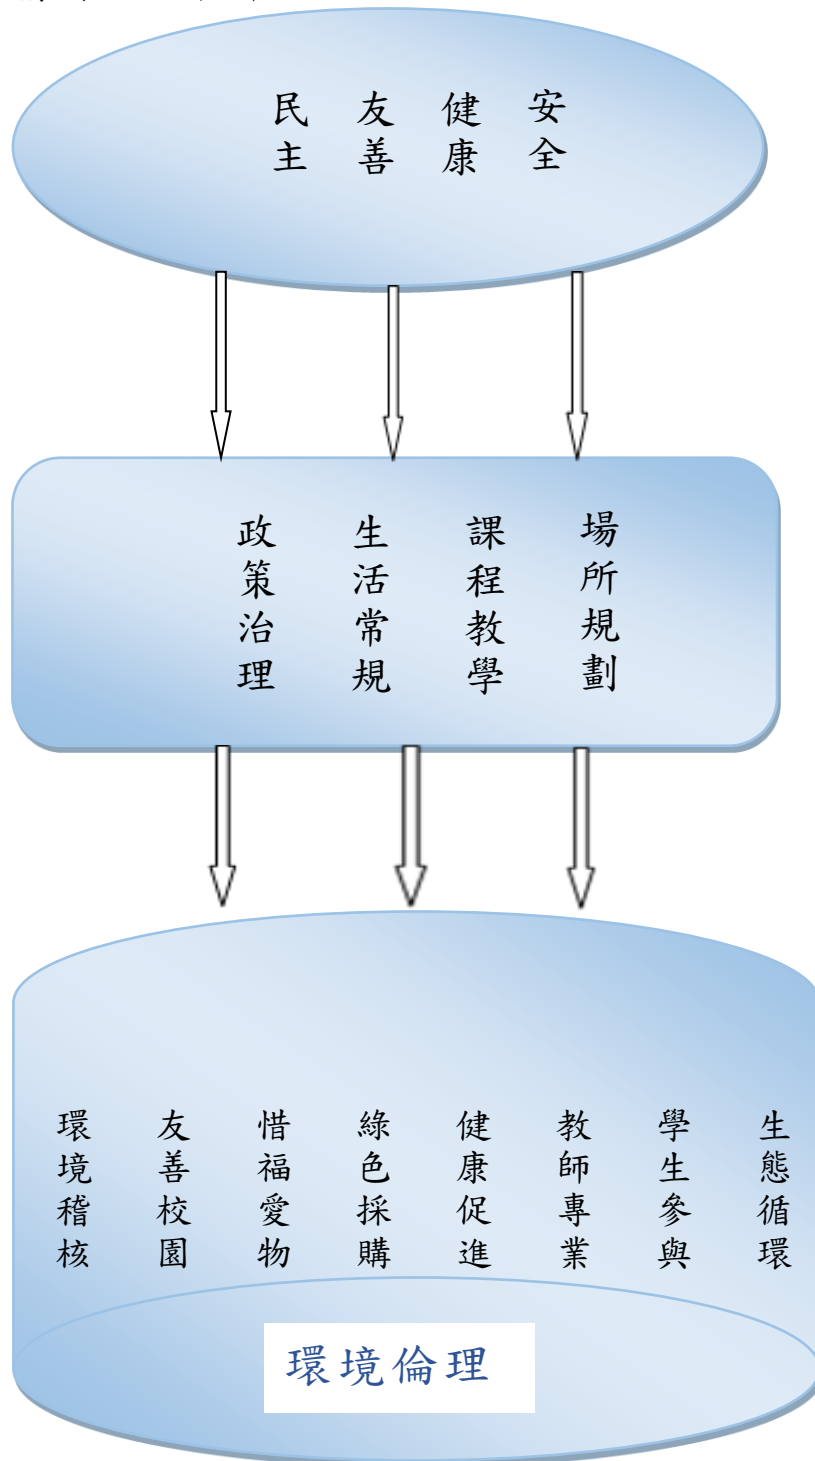 安全
健康
友善
民主
場所規劃
課程教學
生活常規
政策治理
生態循環
學生參與
教師專業
健康促進
綠色採購
惜福愛物
友善校園
環境稽核
環境倫理